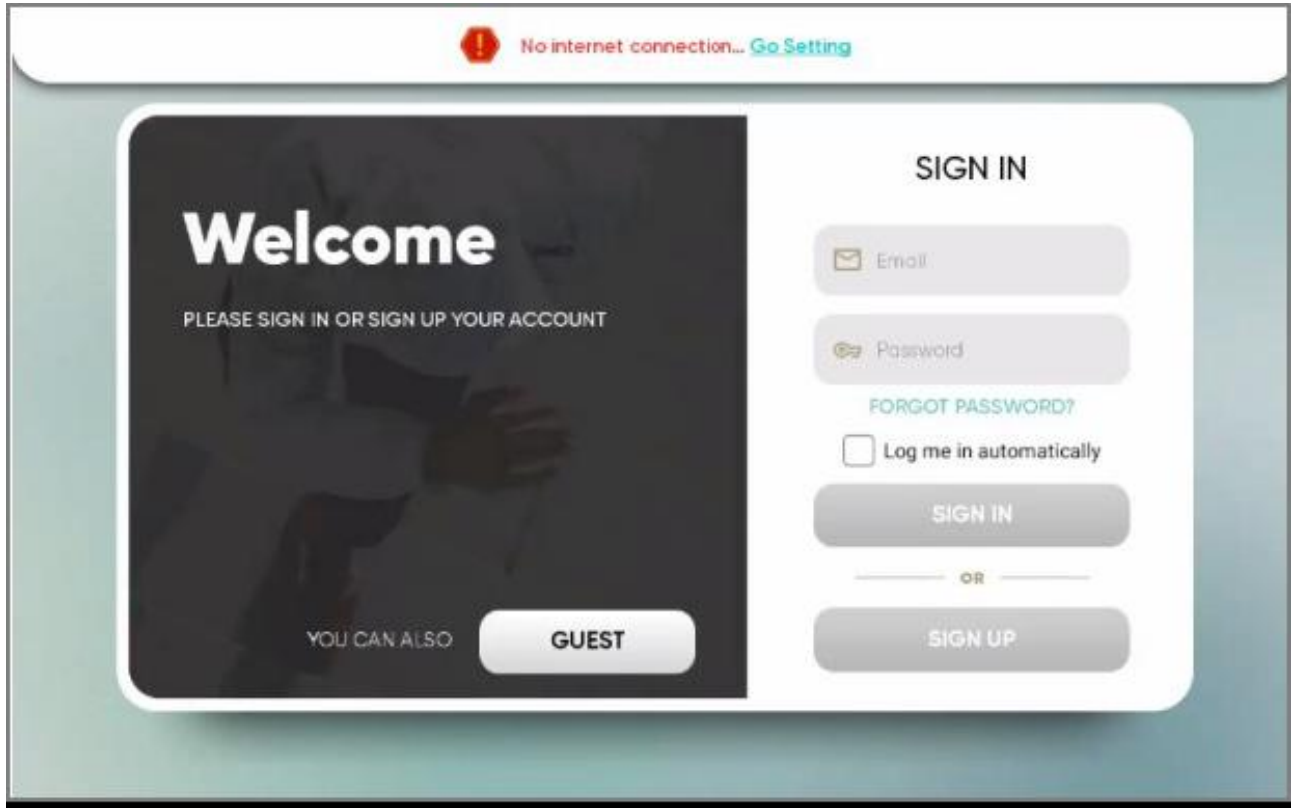 No internet connection... Go Setting
Welcome
PLEASE SIGN IN OR SIGN UP YOUR ACCOUNT
YOU CAN ALSO
GUEST
SIGN IN
Email
Password
FORGOT PASSWORD?
Log me in automatically
SIGN IN
OR
SIGN UP